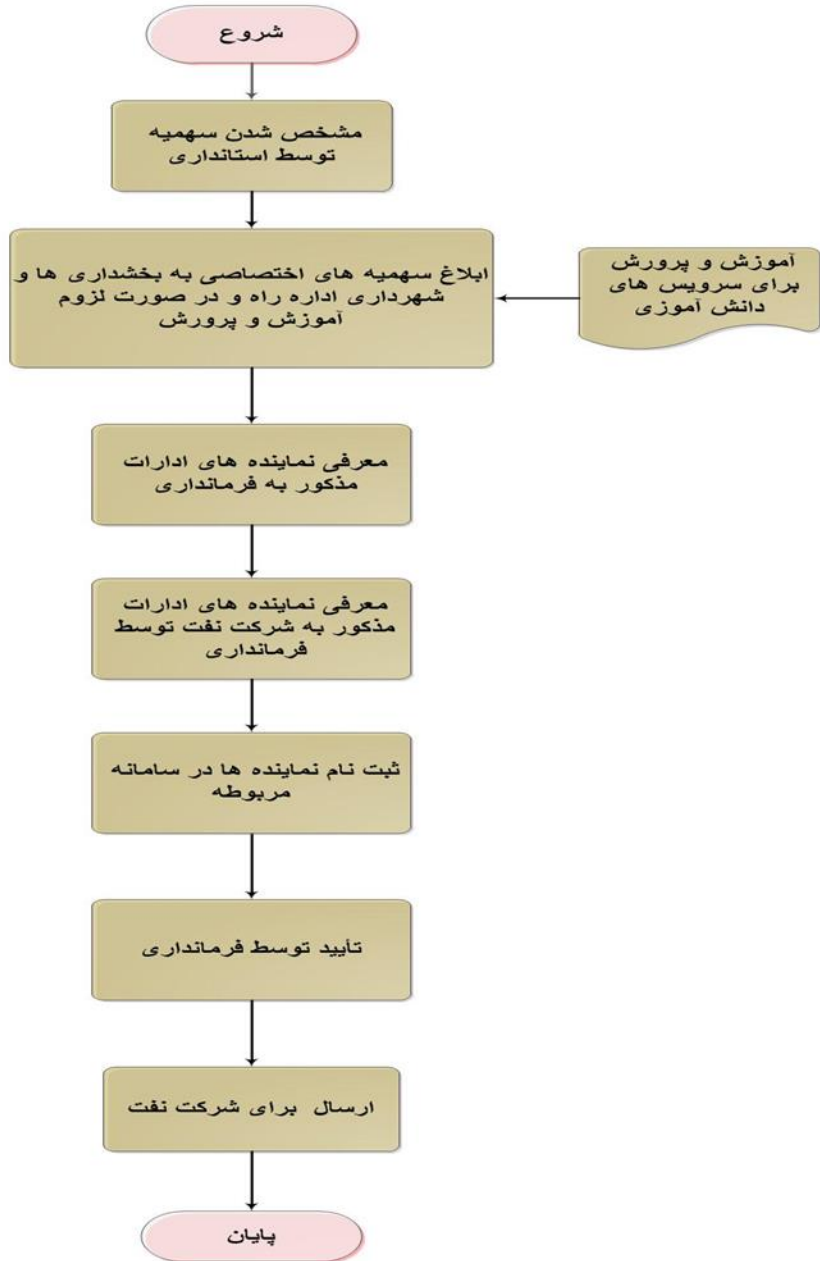 شروع
مشخص شدن سهمیه
توسط استانداری
ابلاغ سهمیه های اختصاصی به بخشداری ها و
شهرداری اداره راه و در صورت لزوم
آموزش و پرورش
آموزش و پرورش
برای سرویس های
دانش آموزی
معرفی نماینده های ادارات
مذکور به فرمانداری
معرفی نماینده های ادارات
مذکور به شرکت نفت توسط
فرمانداری
ثبت نام نماینده ها در سامانه
مربوطه
تأیید توسط فرمانداری
ارسال برای شرکت نفت
پایان